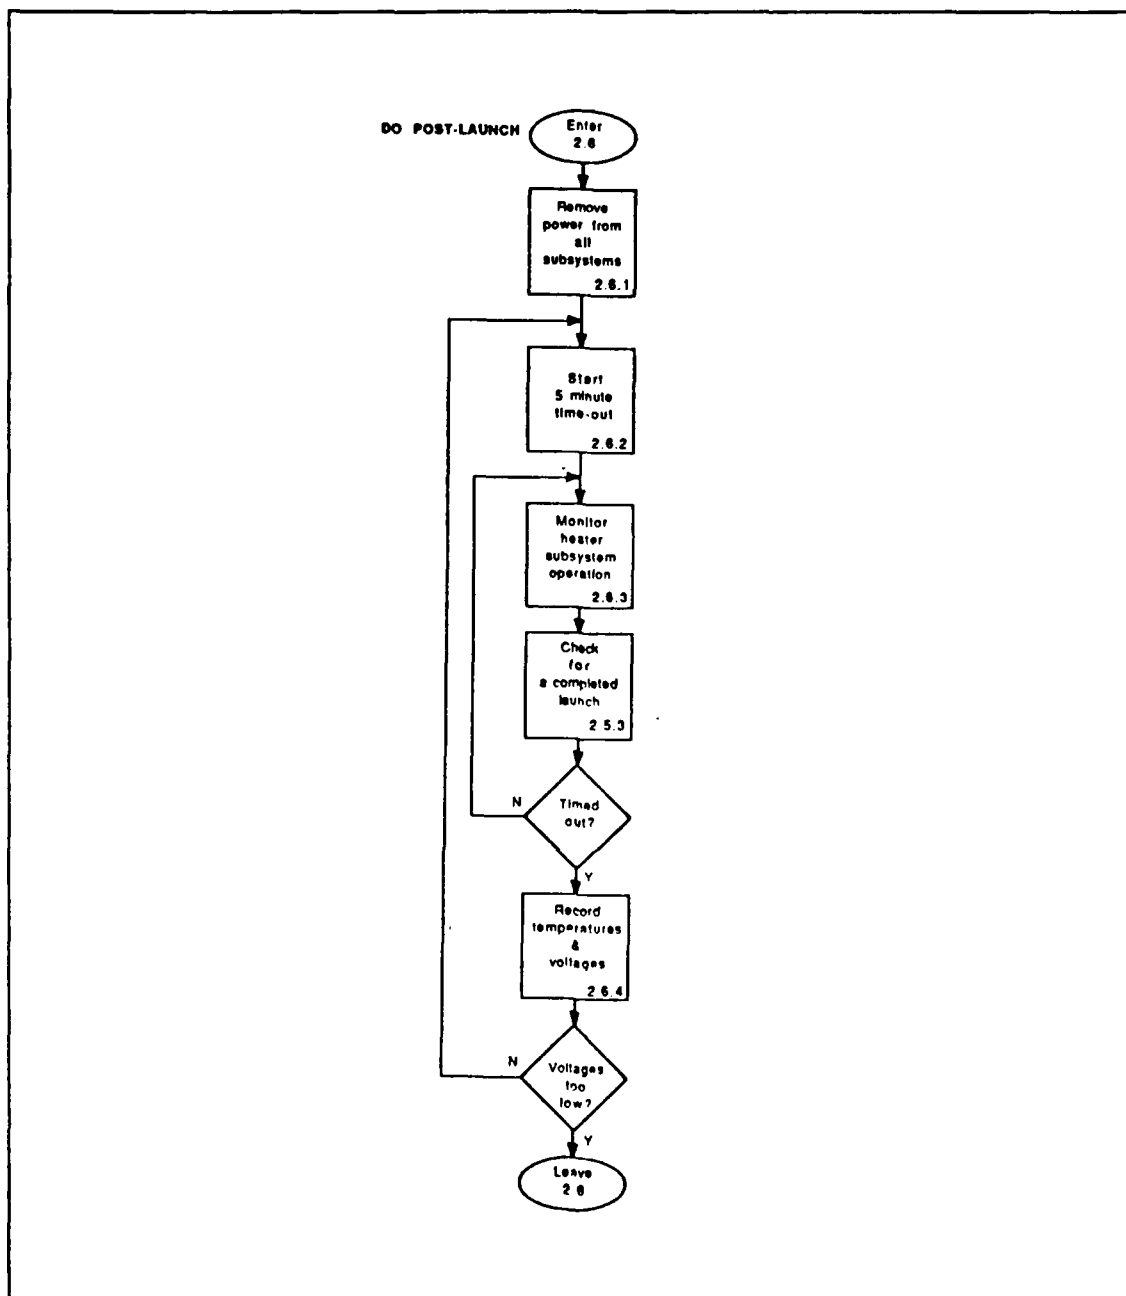 DO POST-LAUNCH
Enter
2.6
Remove
power from
all
subsystems
2.6.1
Start
5 minute
time-out
2.6.2
Monitor
heater
subsystem
operation
2.6.3
Check
for
a completed
launch
2.5.3
N
Timed
out?
Y
Record
temperatures
&
voltages
2.6.4
N
Voltages
too
low?
Y
Leave
2.6